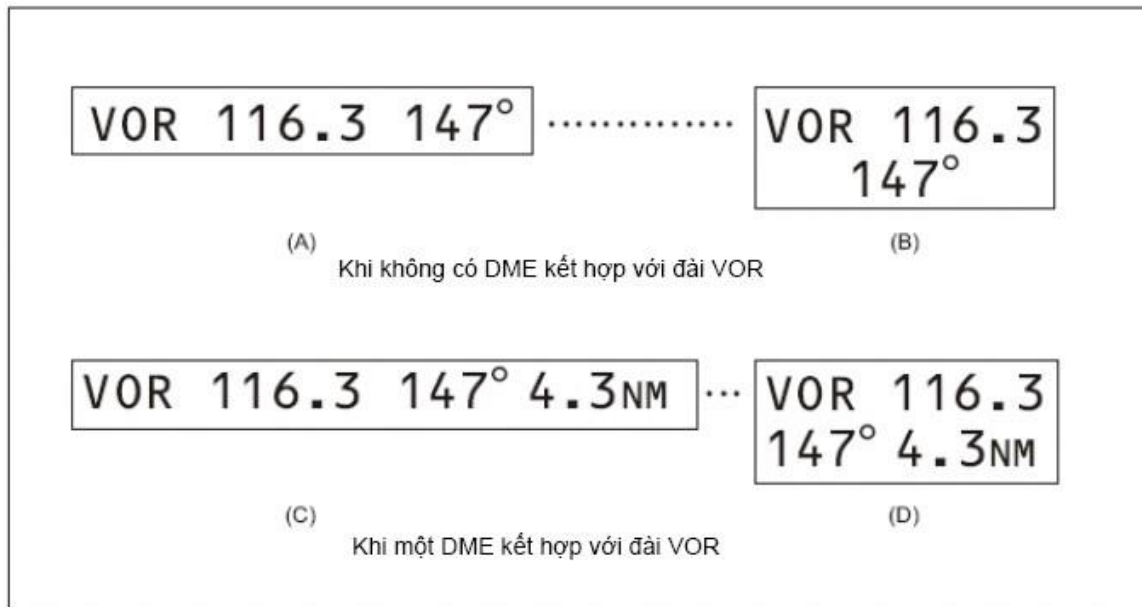 VOR 116.3 147°
VOR 116.3
147°
(A)
(B)
Khi không có DME kết hợp với đài VOR
VOR 116.3 147° 4.3NM
VOR 116.3
147° 4.3NM
(C)
(D)
Khi một DME kết hợp với đài VOR